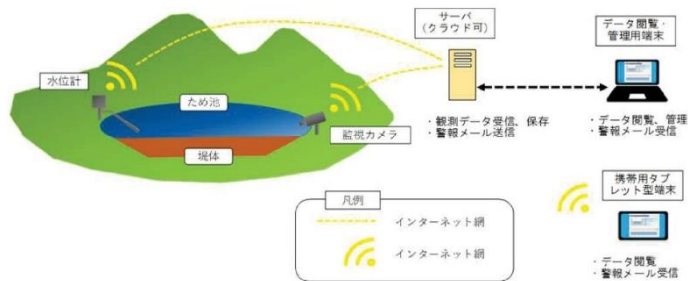 サーバ
(クラウド可)
データ閲覧・
管理用端末
水位計
ため池
堤体
監視カメラ
・観測データ受信、保存
・警報メール送信
・データ閲覧、管理
・警報メール受信
携帯用タブ
レット型端末
・データ閲覧
・警報メール受信
凡例
インターネット網
インターネット網